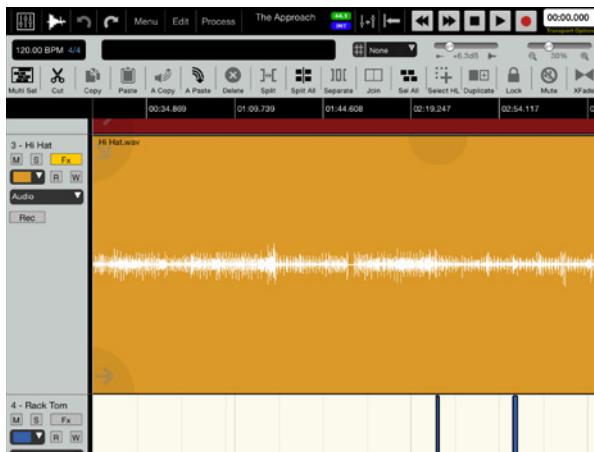 Menu Edit Process The Approach 44.1 INT 00:00.000
Transport Options
120.00 BPM 4/4 None +6.3dB 30%
Multi Sel Cut Copy Paste A Copy A Paste Delete Split Split All Separate Join Sel All Select HL Duplicate Lock Mute XFade
00:34.869 01:09.739 01:44.608 02:19.247 02:54.117
3 - Hi Hat Hi Hat.wav
M S Fx
R W
Audio
Rec
4 - Rack Tom
M S Fx
R W